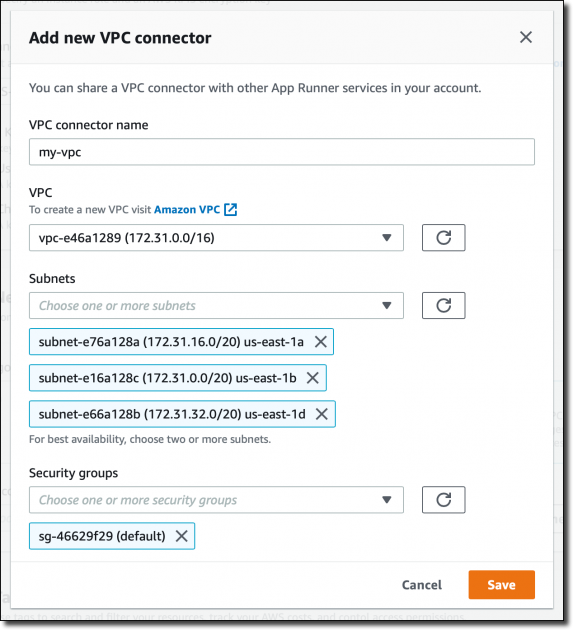 Add new VPC connector
You can share a VPC connector with other App Runner services in your account.
VPC connector name
my-vpc
VPC
To create a new VPC visit Amazon VPC
vpc-e46a1289 (172.31.0.0/16)
Subnets
Choose one or more subnets
subnet-e76a128a (172.31.16.0/20) us-east-1a
subnet-e16a128c (172.31.0.0/20) us-east-1b
subnet-e66a128b (172.31.32.0/20) us-east-1d
For best availability, choose two or more subnets.
Security groups
Choose one or more security groups
sg-46629f29 (default)
Cancel
Save